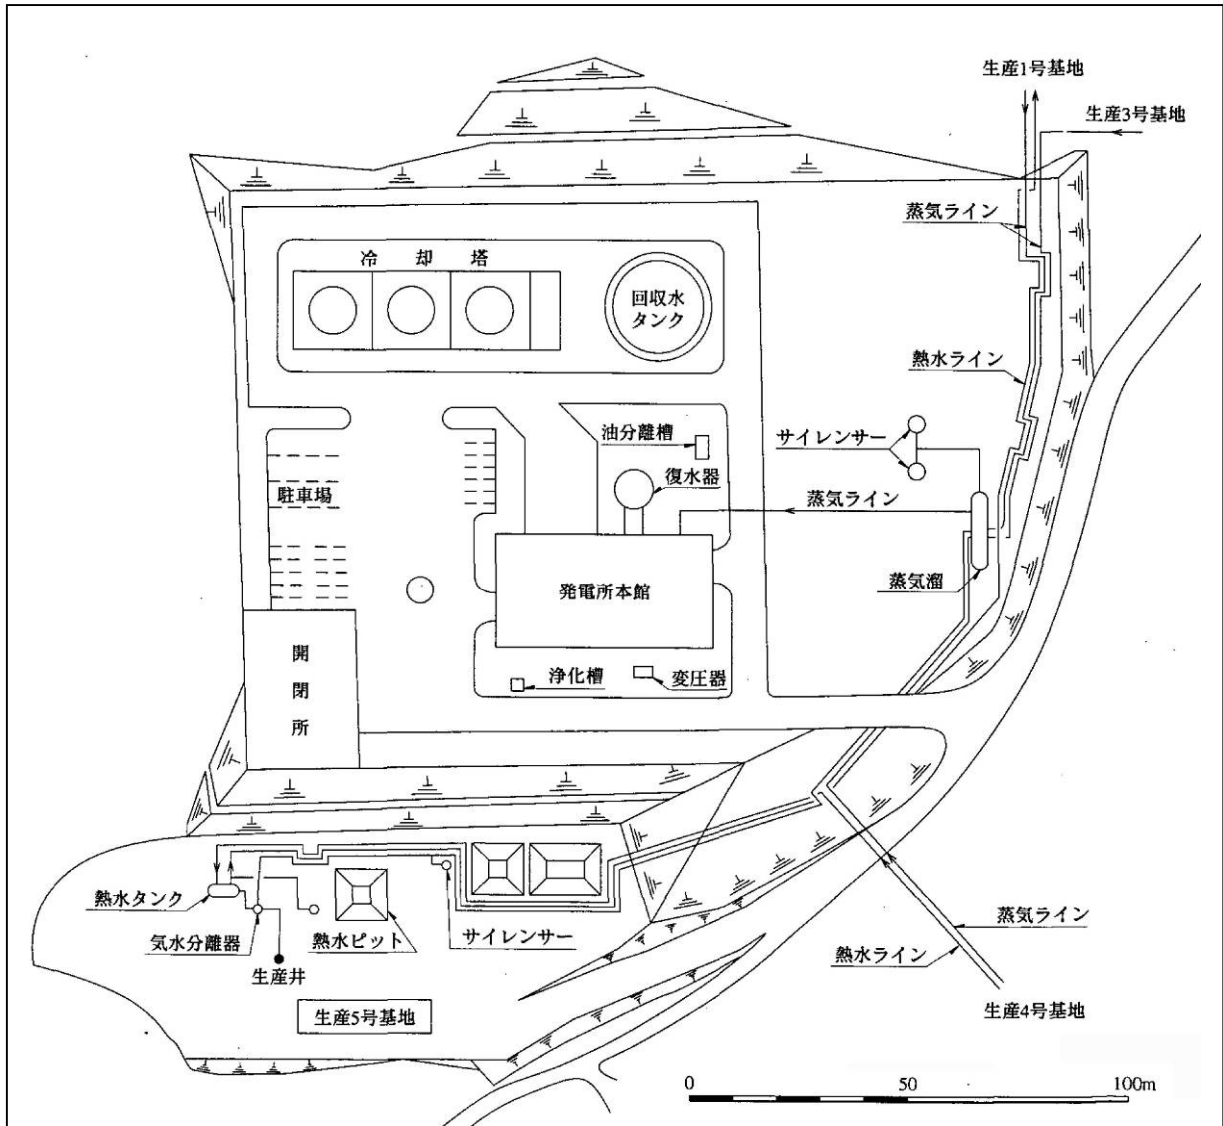 生産1号基地
生産3号基地
蒸気ライン
冷却塔
回収水
タンク
熱水ライン
油分離槽
サイレンサー
復水器
駐車場
蒸気ライン
発電所本館
蒸気溜
開
閉
所
浄化槽
変圧器
熱水タンク
気水分離器
熱水ピット
サイレンサー
生産井
蒸気ライン
熱水ライン
生産4号基地
生産5号基地
0 50 100m